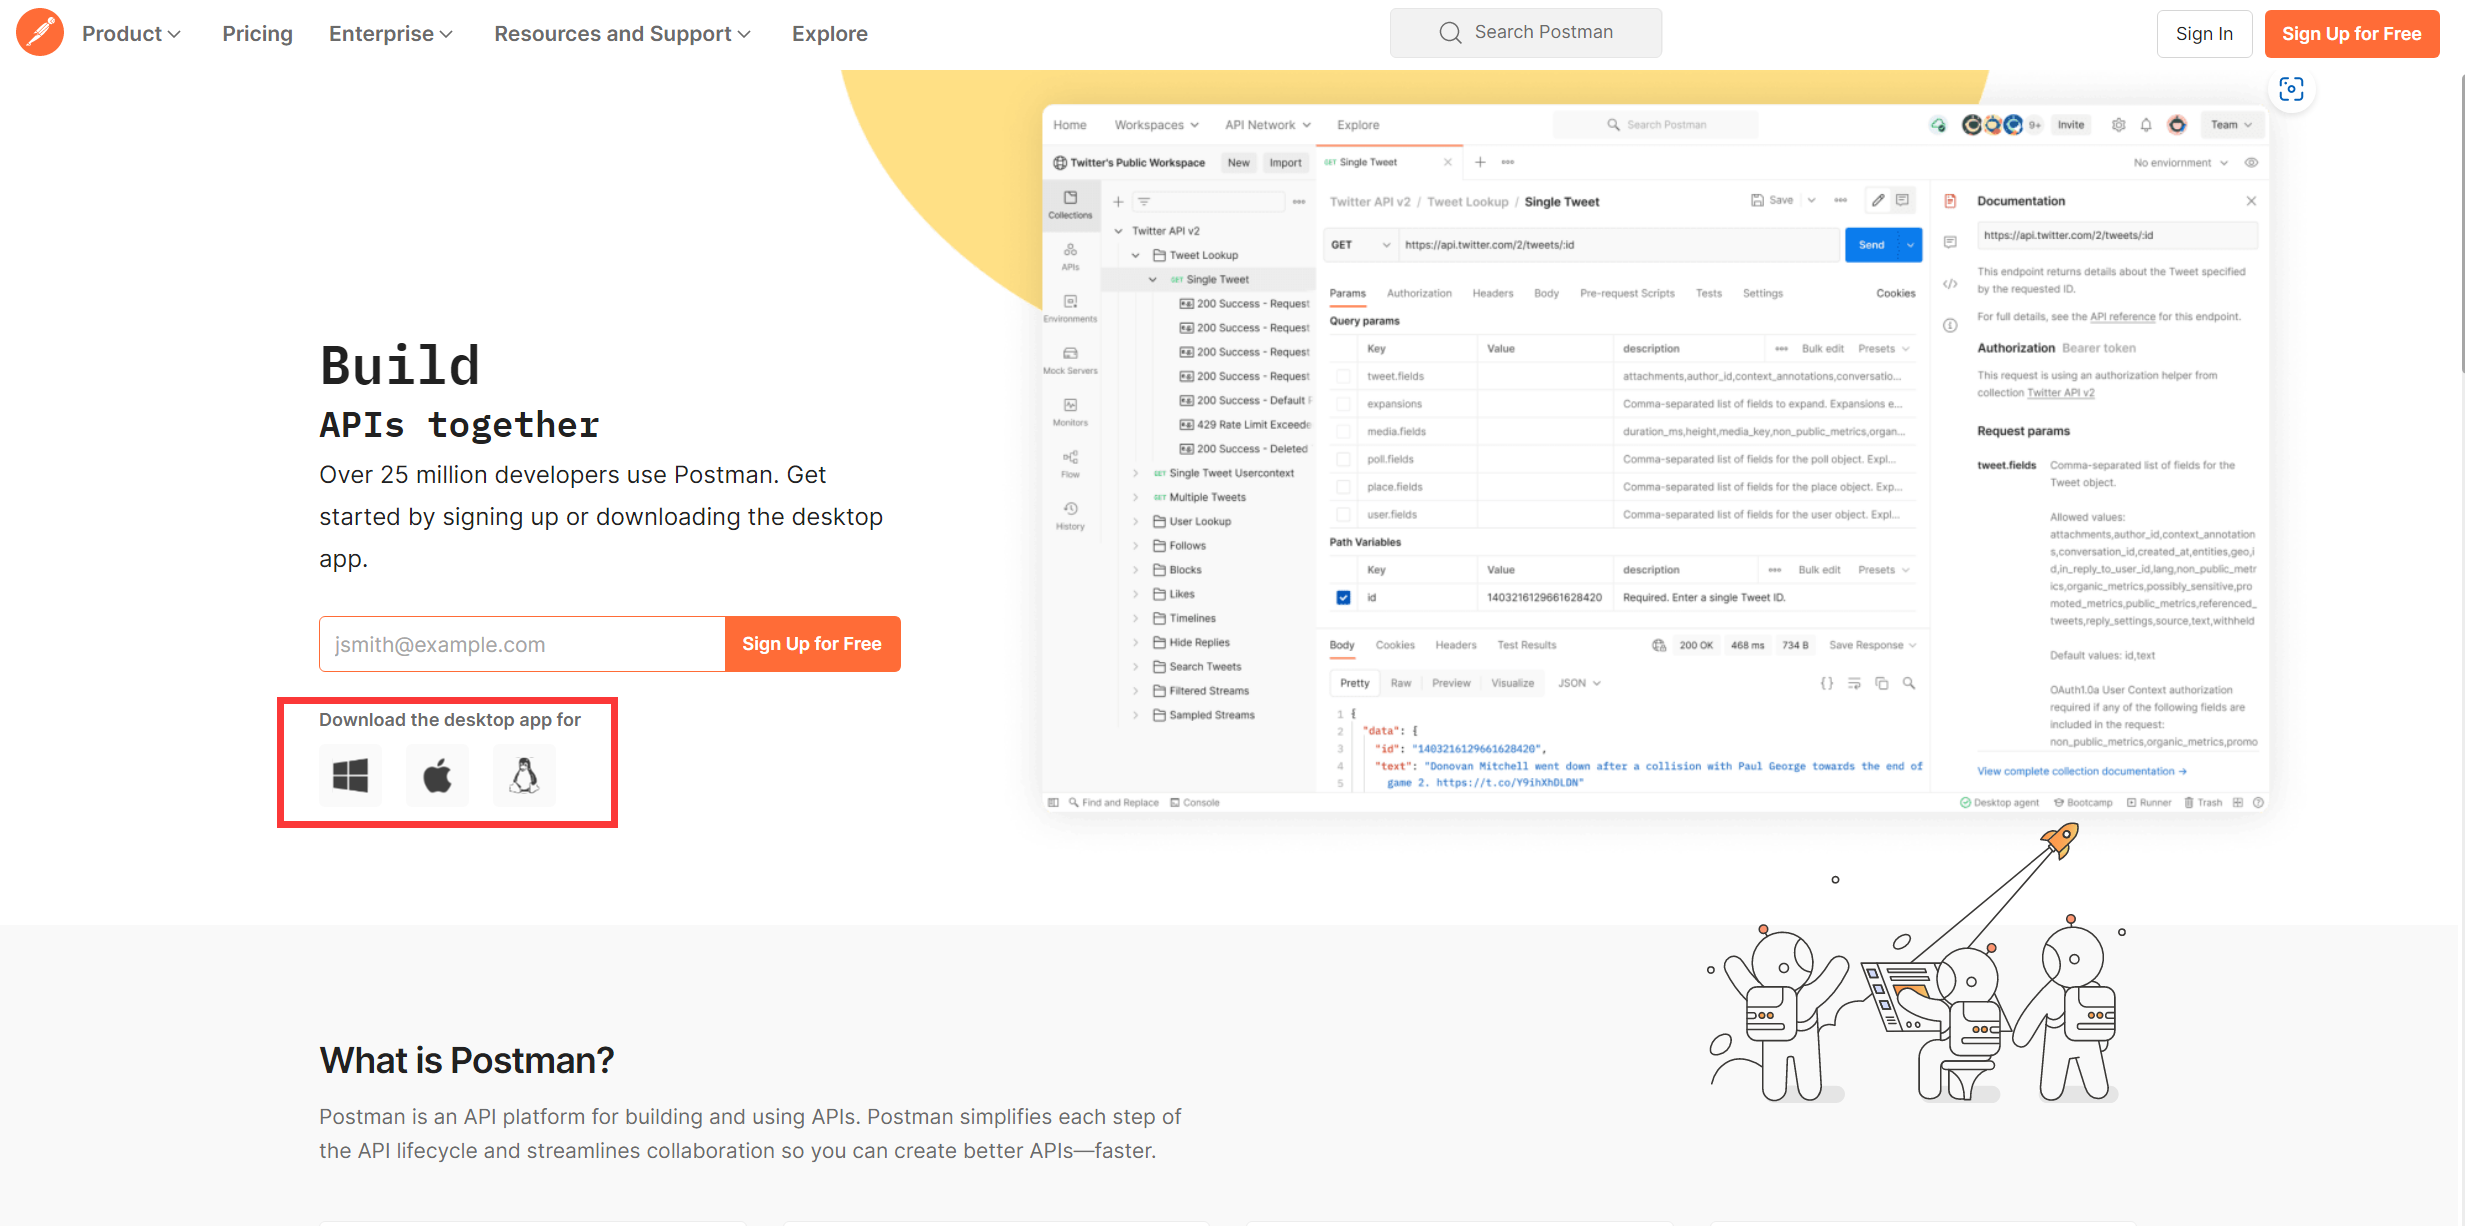 Product
Pricing
Enterprise
Resources and Support
Explore
Search Postman
Sign In
Sign Up for Free
Build
APIs together
Over 25 million developers use Postman. Get
started by signing up or downloading the desktop
app.
jsmith@example.com
Sign Up for Free
Download the desktop app for
Home
Workspaces
API Network
Explore
Search Postman
9+
Invite
Team
Twitter's Public Workspace
New
Import
GET Single Tweet
No enviornment
Collections
APIs
Environments
Mock Servers
Monitors
Flow
History
Twitter API v2
Tweet Lookup
GET Single Tweet
200 Success - Request
200 Success - Request
200 Success - Request
200 Success - Request
200 Success - Default
429 Rate Limit Exceede
200 Success - Deleted
GET Single Tweet Usercontext
GET Multiple Tweets
User Lookup
Follows
Blocks
Likes
Timelines
Hide Replies
Search Tweets
Filtered Streams
Sampled Streams
Twitter API v2 / Tweet Lookup / Single Tweet
Save
GET
https://api.twitter.com/2/tweets/:id
Send
Params
Authorization
Headers
Body
Pre-request Scripts
Tests
Settings
Cookies
Query params
Key Value description Bulk edit Presets
tweet.fields attachments,author_id,context_annotations,conversatio...
expansions Comma-separated list of fields to expand. Expansions e...
media.fields duration_ms,height,media_key,non_public_metrics,organ...
poll.fields Comma-separated list of fields for the poll object. Expl...
place.fields Comma-separated list of fields for the place object. Exp...
user.fields Comma-separated list of fields for the user object. Expl...
Path Variables
Key Value description Bulk edit Presets
id 1403216129661628420 Required. Enter a single Tweet ID.
Body
Cookies
Headers
Test Results
200 OK
468 ms
734 B
Save Response
Pretty
Raw
Preview
Visualize
JSON
1 {
2 "data": {
3 "id": "1403216129661628420",
4 "text": "Donovan Mitchell went down after a collision with Paul George towards the end of
5 game 2. https://t.co/Y9ihXhDLDN"
Documentation
https://api.twitter.com/2/tweets/:id
This endpoint returns details about the Tweet specified
by the requested ID.
For full details, see the API reference for this endpoint.
Authorization Bearer token
This request is using an authorization helper from
collection Twitter API v2
Request params
tweet.fields Comma-separated list of fields for the
Tweet object.
Allowed values:
attachments,author_id,context_annotation
s,conversation_id,created_at,entities,geo,i
d,in_reply_to_user_id,lang,non_public_metr
ics,organic_metrics,possibly_sensitive,pro
moted_metrics,public_metrics,referenced_
tweets,reply_settings,source,text,withheld
Default values: id,text
OAuth1.0a User Context authorization
required if any of the following fields are
included in the request:
non_public_metrics,organic_metrics,promo
View complete collection documentation →
Find and Replace
Console
Desktop agent
Bootcamp
Runner
Trash
What is Postman?
Postman is an API platform for building and using APIs. Postman simplifies each step of
the API lifecycle and streamlines collaboration so you can create better APIs—faster.